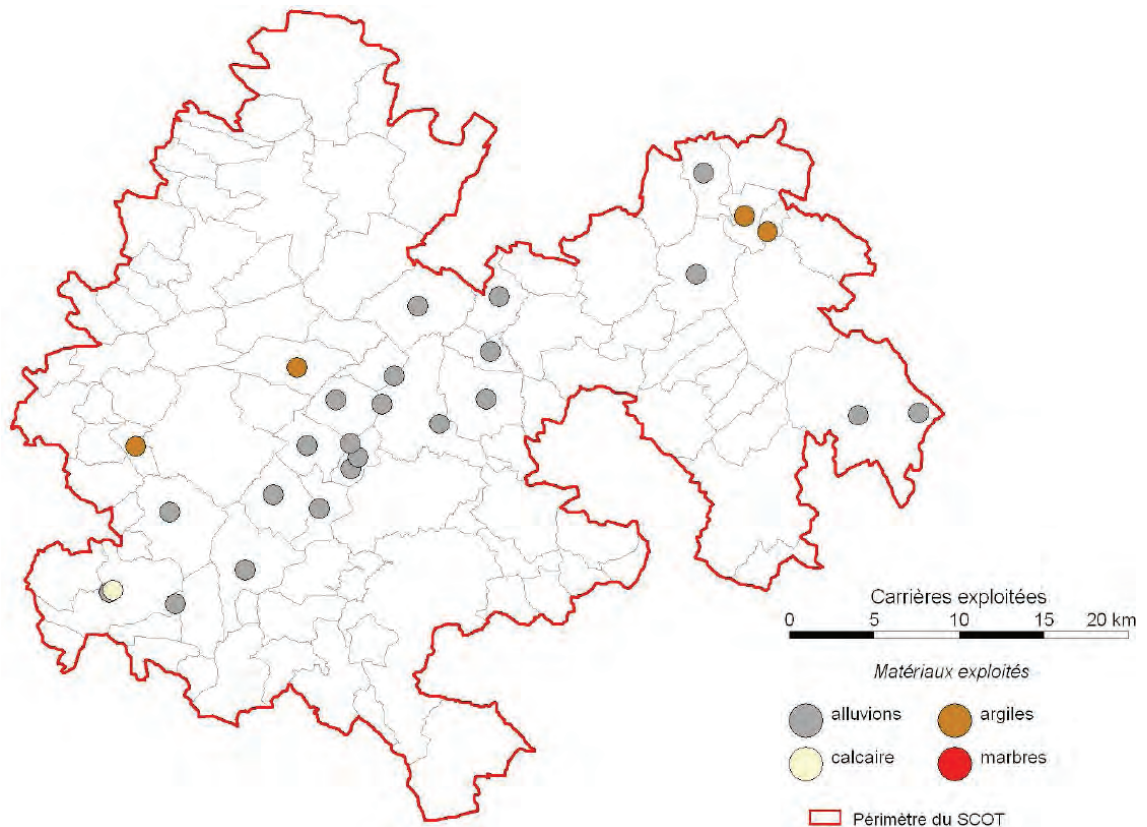 Carrières exploitées
0 5 10 15 20 km
Matériaux exploités
alluvions argiles
calcaire marbres
Périmètre du SCOT